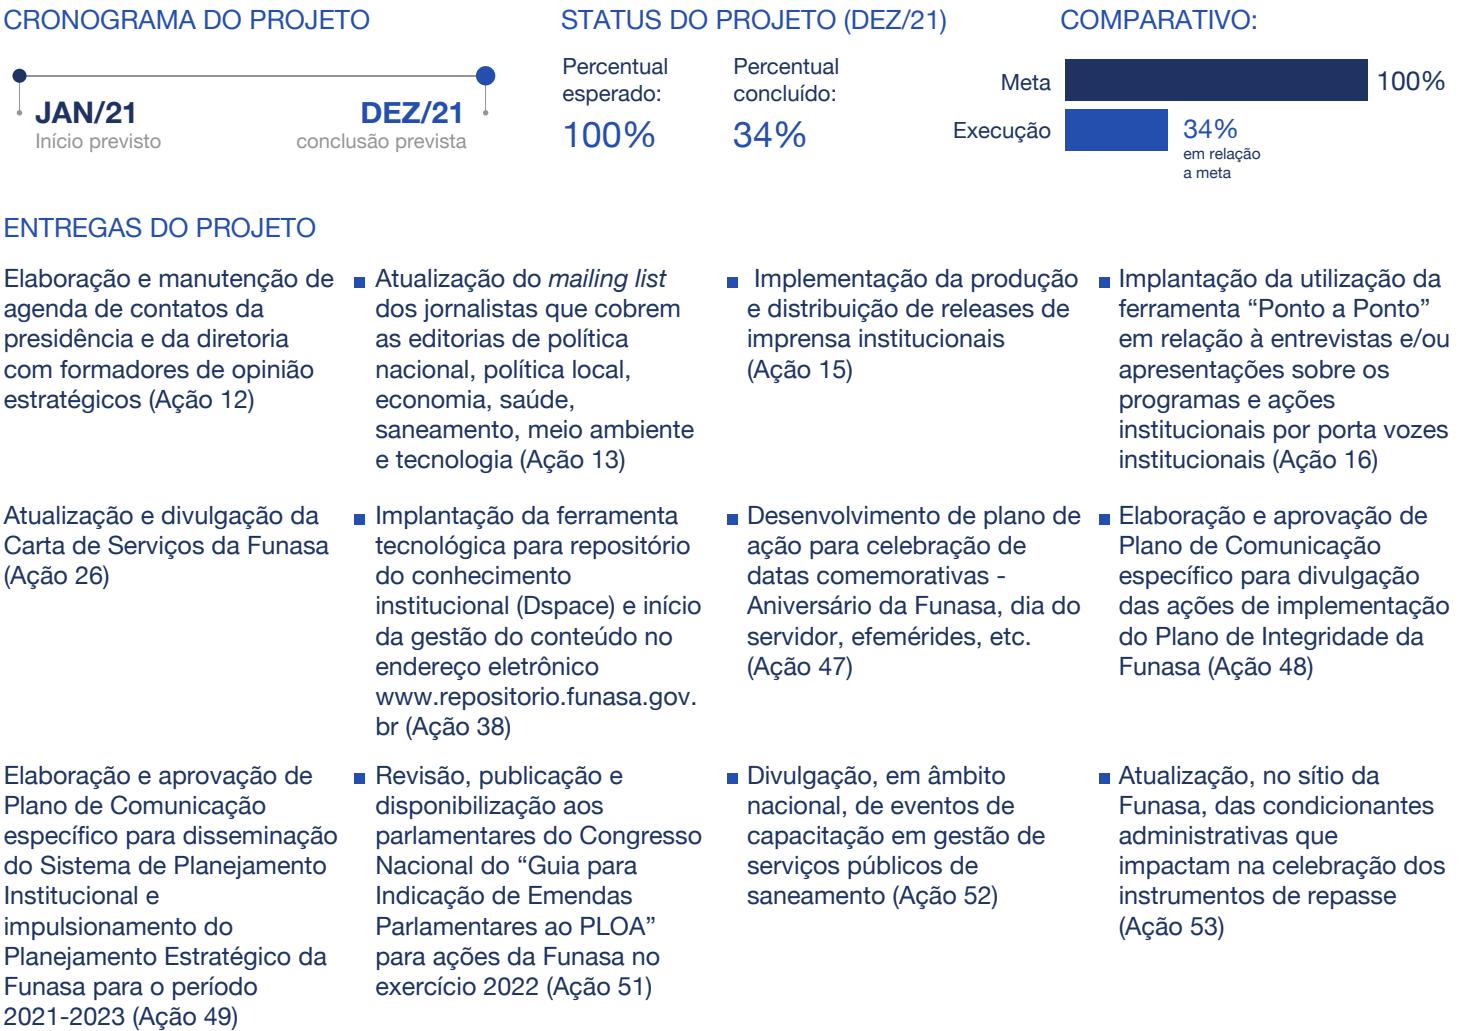 CRONOGRAMA DO PROJETO
JAN/21
Início previsto
DEZ/21
conclusão prevista
STATUS DO PROJETO (DEZ/21)
Percentual
esperado:
100%
Percentual
concluído:
34%
COMPARATIVO:
Meta
100%
Execução
34%
em relação
a meta
ENTREGAS DO PROJETO
Elaboração e manutenção de
agenda de contatos da
presidência e da diretoria
com formadores de opinião
estratégicos (Ação 12)
Atualização do mailing list
dos jornalistas que cobrem
as editorias de política
nacional, política local,
economia, saúde,
saneamento, meio ambiente
e tecnologia (Ação 13)
Implementação da produção
e distribuição de releases de
imprensa institucionais
(Ação 15)
Implantação da utilização da
ferramenta “Ponto a Ponto”
em relação à entrevistas e/ou
apresentações sobre os
programas e ações
institucionais por porta vozes
institucionais (Ação 16)
Atualização e divulgação da
Carta de Serviços da Funasa
(Ação 26)
Implantação da ferramenta
tecnológica para repositório
do conhecimento
institucional (Dspace) e início
da gestão do conteúdo no
endereço eletrônico
www.repositorio.funasa.gov.
br (Ação 38)
Desenvolvimento de plano de
ação para celebração de
datas comemorativas -
Aniversário da Funasa, dia do
servidor, efemérides, etc.
(Ação 47)
Elaboração e aprovação de
Plano de Comunicação
específico para divulgação
das ações de implementação
do Plano de Integridade da
Funasa (Ação 48)
Elaboração e aprovação de
Plano de Comunicação
específico para disseminação
do Sistema de Planejamento
Institucional e
impulsionamento do
Planejamento Estratégico da
Funasa para o período
2021-2023 (Ação 49)
Revisão, publicação e
disponibilização aos
parlamentares do Congresso
Nacional do “Guia para
Indicação de Emendas
Parlamentares ao PLOA”
para ações da Funasa no
exercício 2022 (Ação 51)
Divulgação, em âmbito
nacional, de eventos de
capacitação em gestão de
serviços públicos de
saneamento (Ação 52)
Atualização, no sítio da
Funasa, das condicionantes
administrativas que
impactam na celebração dos
instrumentos de repasse
(Ação 53)